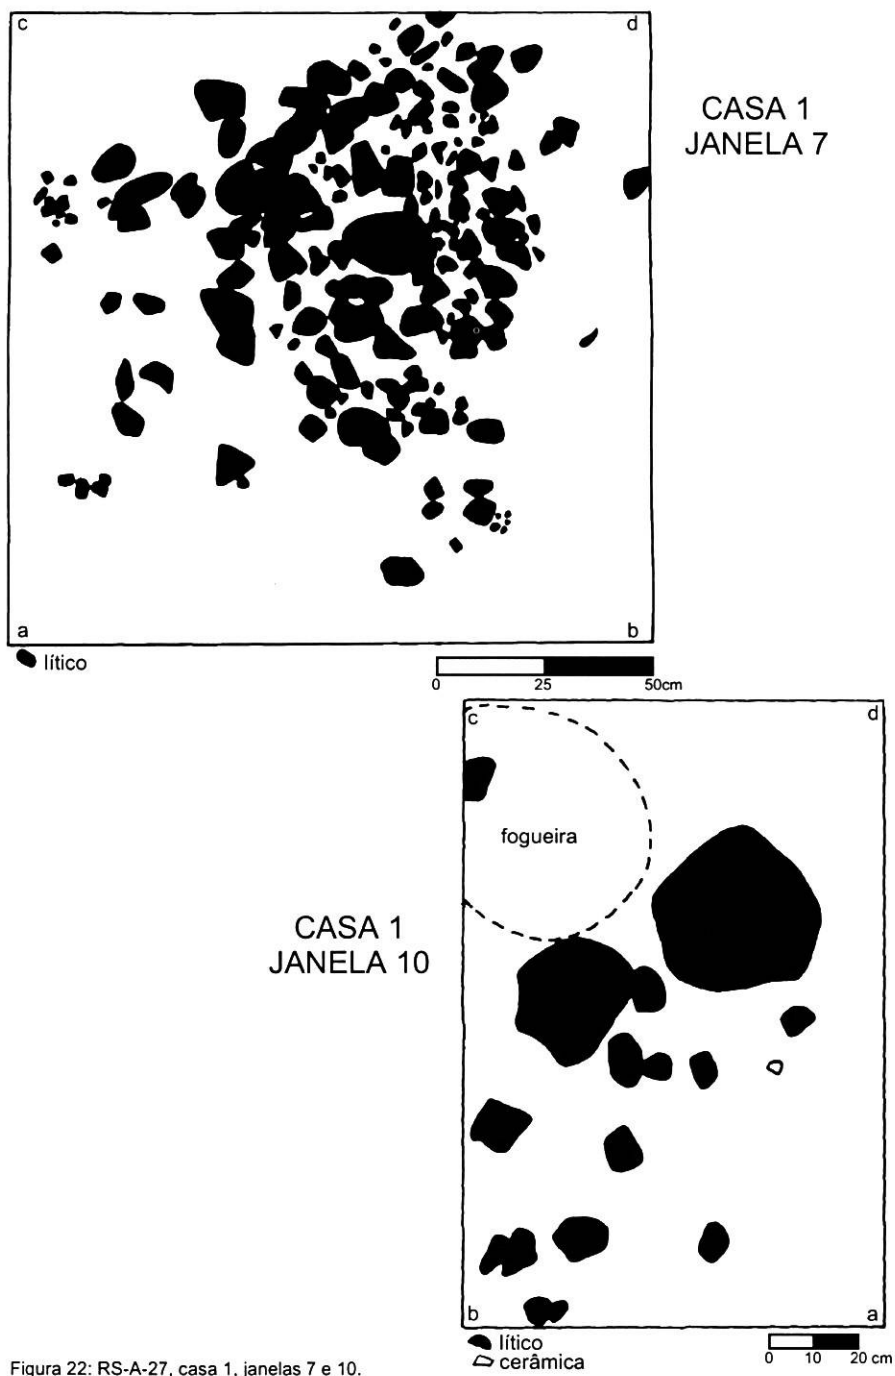 c d
CASA 1
JANELA 7
a b
lítico
0 25 50cm
c d
fogueira
CASA 1
JANELA 10
b a
lítico
cerâmica
0 10 20 cm
Figura 22: RS-A-27, casa 1, janelas 7 e 10.